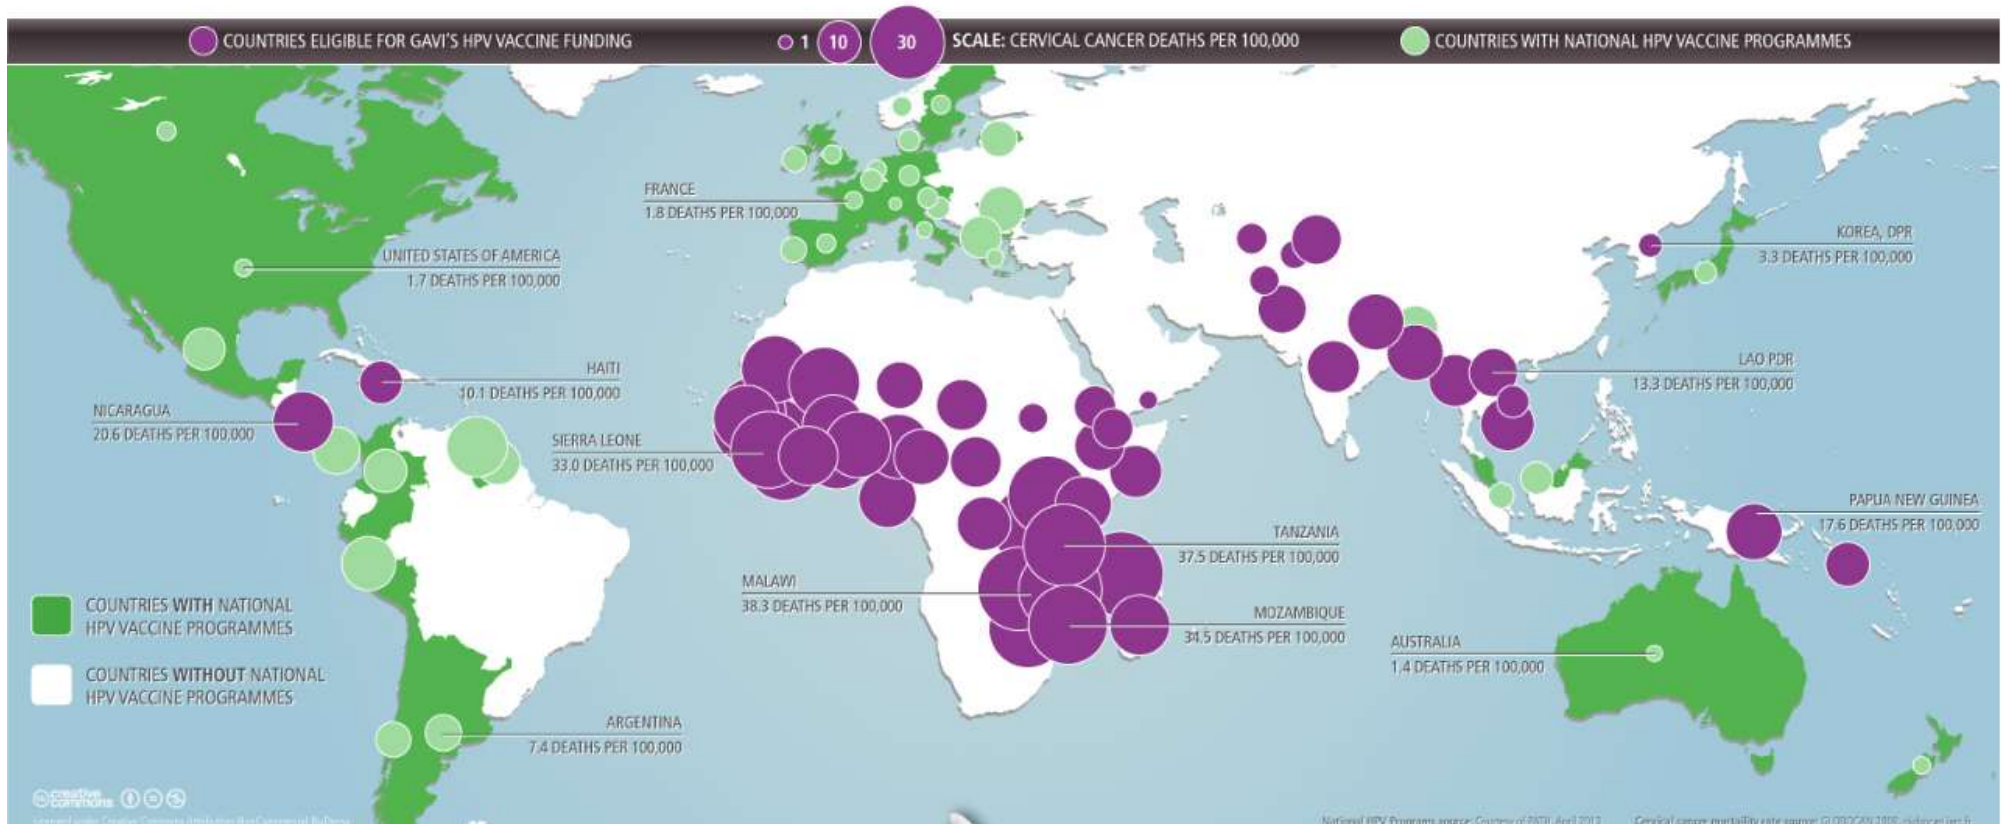 COUNTRIES ELIGIBLE FOR GAVI'S HPV VACCINE FUNDING
1 10 30
SCALE: CERVICAL CANCER DEATHS PER 100,000
COUNTRIES WITH NATIONAL HPV VACCINE PROGRAMMES
FRANCE
1.8 DEATHS PER 100,000
KOREA, DPR
3.3 DEATHS PER 100,000
UNITED STATES OF AMERICA
1.7 DEATHS PER 100,000
HAITI
10.1 DEATHS PER 100,000
LAO PDR
13.3 DEATHS PER 100,000
NICARAGUA
20.6 DEATHS PER 100,000
SIERRA LEONE
33.0 DEATHS PER 100,000
PAPUA NEW GUINEA
17.6 DEATHS PER 100,000
TANZANIA
37.5 DEATHS PER 100,000
MALAWI
38.3 DEATHS PER 100,000
MOZAMBIQUE
34.5 DEATHS PER 100,000
COUNTRIES WITH NATIONAL
HPV VACCINE PROGRAMMES
AUSTRALIA
1.4 DEATHS PER 100,000
COUNTRIES WITHOUT NATIONAL
HPV VACCINE PROGRAMMES
ARGENTINA
7.4 DEATHS PER 100,000
creative
commons